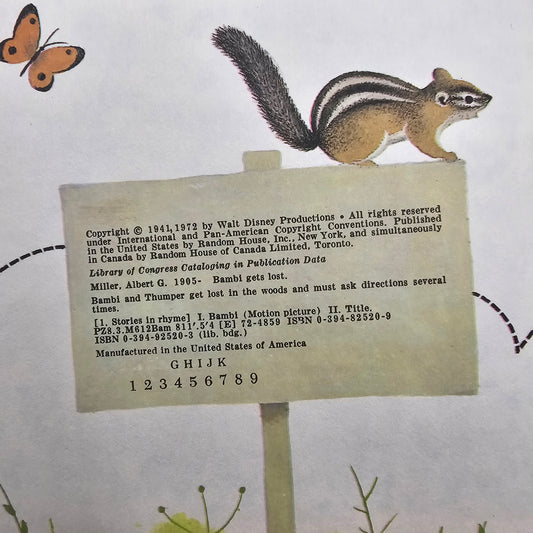 Copyright © 1941, 1972 by Walt Disney Productions • All rights reserved
under International and Pan-American Copyright Conventions. Published
in the United States by Random House, Inc., New York, and simultaneously
in Canada by Random House of Canada Limited, Toronto.
Library of Congress Cataloging in Publication Data
Miller, Albert G. 1905- Bambi gets lost.
Bambi and Thumper get lost in the woods and must ask directions several
times.
[1. Stories in rhyme] I. Bambi (Motion picture) II. Title.
PZ8.3.M612Bam 811'.5'4 [E] 72-4859 ISBN 0-394-82520-9
ISBN 0-394-92520-3 (lib. bdg.)
Manufactured in the United States of America
G H I J K
1 2 3 4 5 6 7 8 9